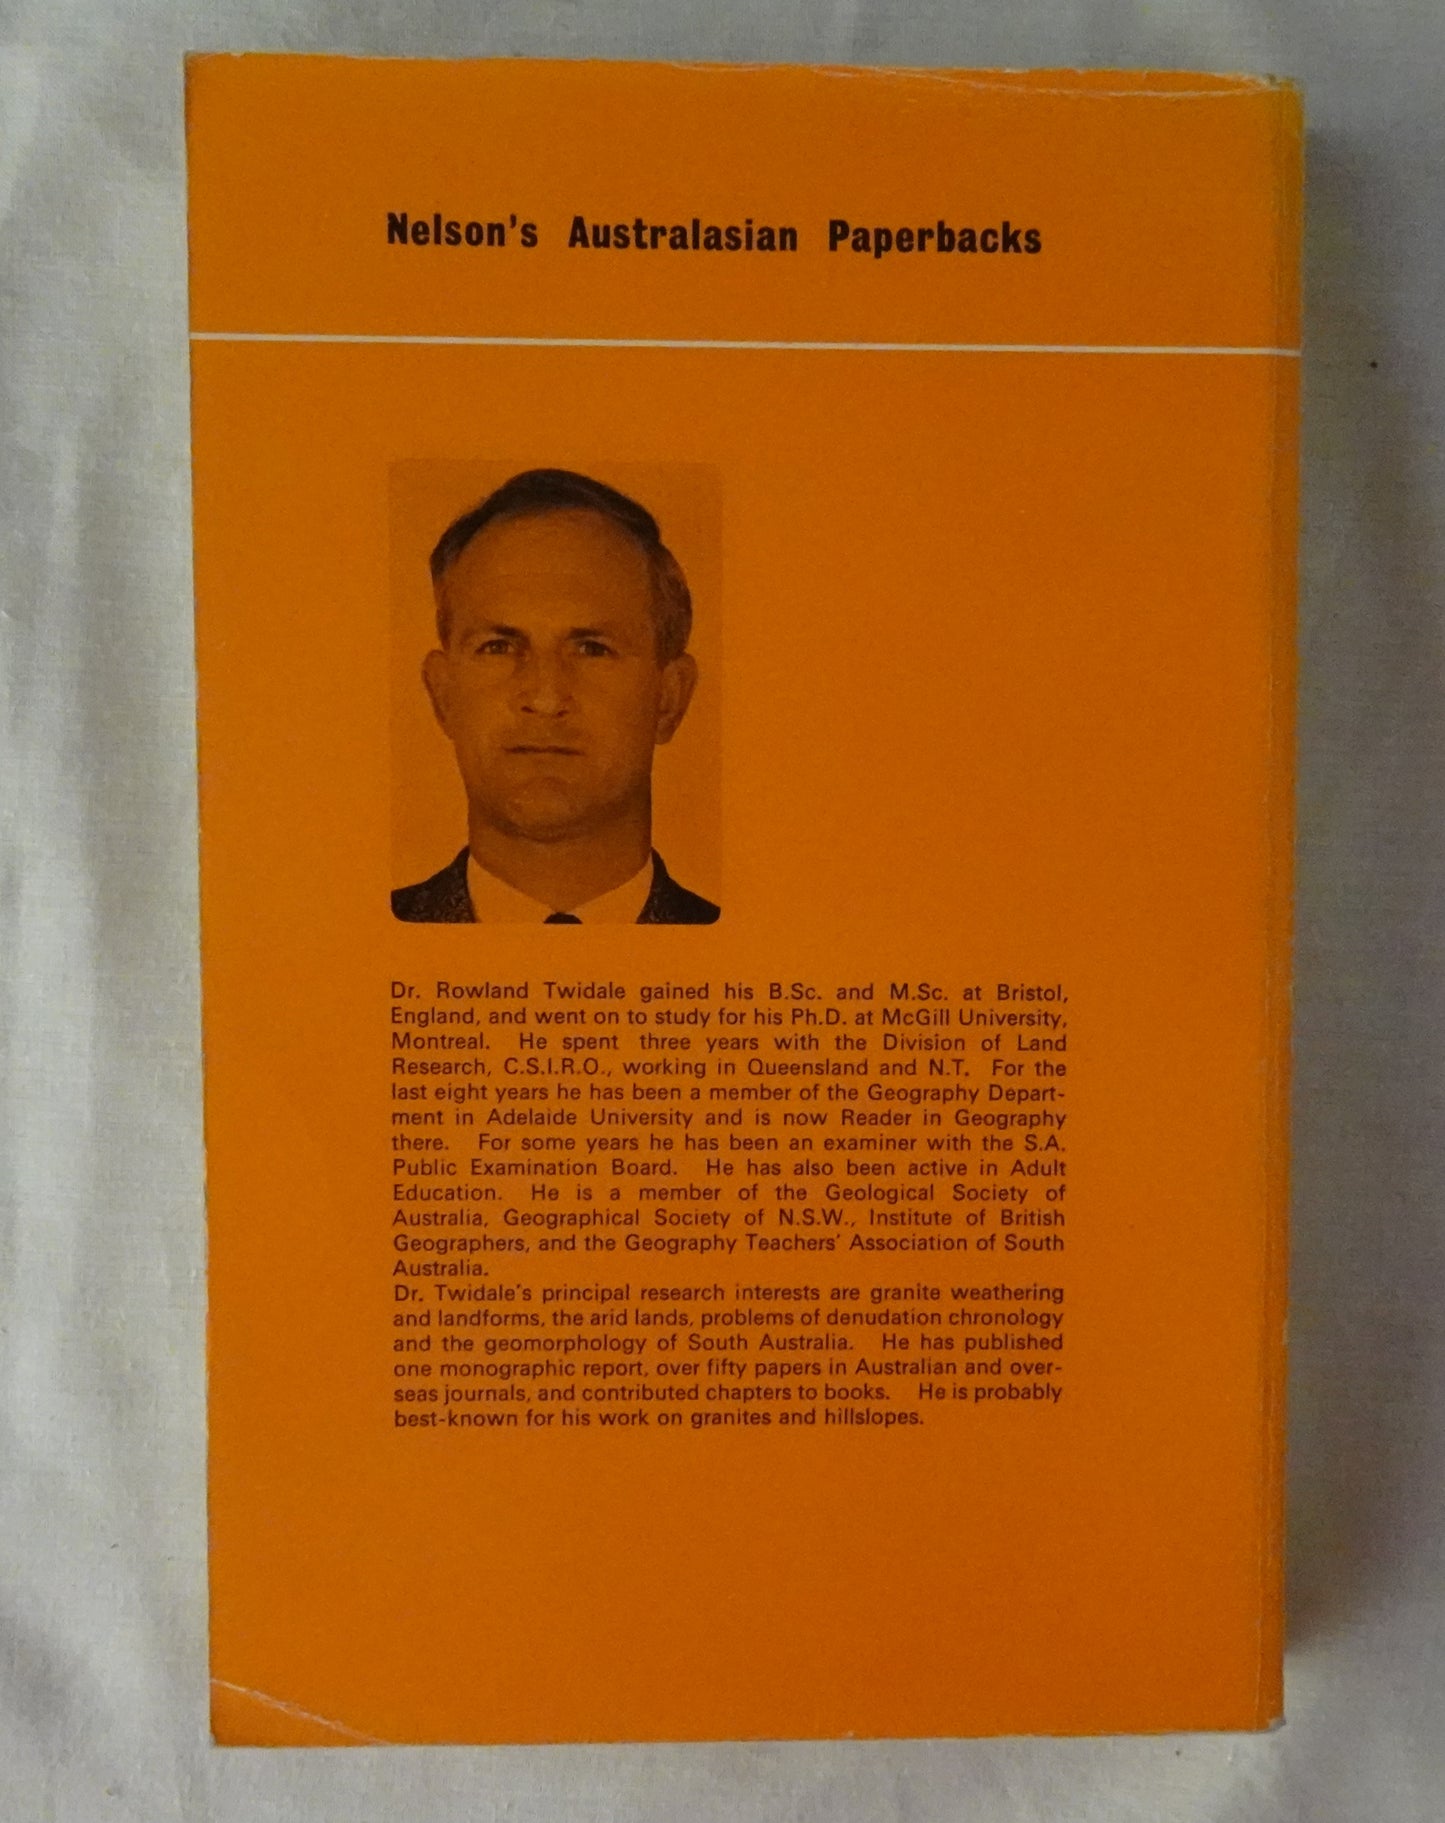 Nelson's Australasian Paperbacks
Dr. Rowland Twidale gained his B.Sc. and M.Sc. at Bristol,
England, and went on to study for his Ph.D. at McGill University,
Montreal. He spent three years with the Division of Land
Research, C.S.I.R.O., working in Queensland and N.T. For the
last eight years he has been a member of the Geography Depart-
ment in Adelaide University and is now Reader in Geography
there. For some years he has been an examiner with the S.A.
Public Examination Board. He has also been active in Adult
Education. He is a member of the Geological Society of
Australia, Geographical Society of N.S.W., Institute of British
Geographers, and the Geography Teachers' Association of South
Australia.
Dr. Twidale's principal research interests are granite weathering
and landforms, the arid lands, problems of denudation chronology
and the geomorphology of South Australia. He has published
one monographic report, over fifty papers in Australian and over-
seas journals, and contributed chapters to books. He is probably
best-known for his work on granites and hillslopes.